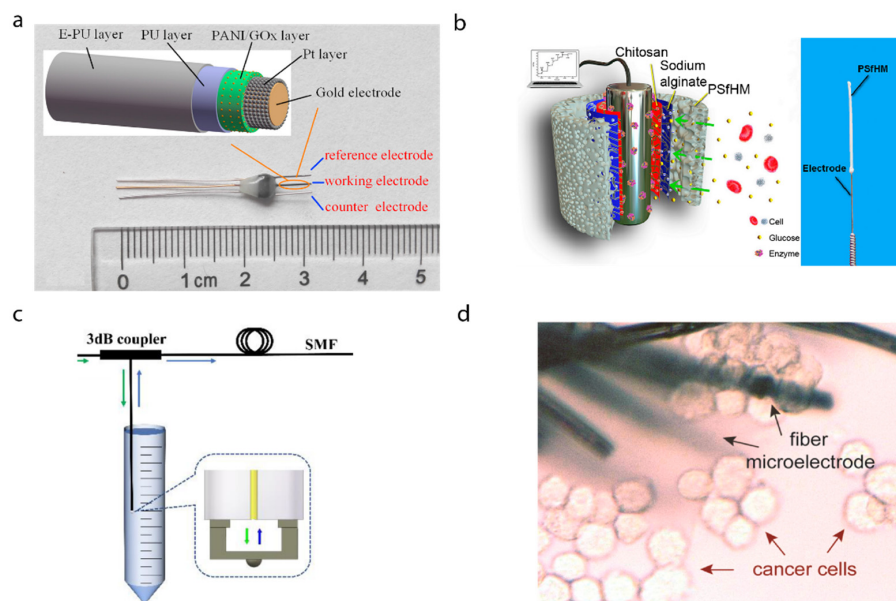 a
E-PU layer
PU layer
PANI/GOx layer
Pt layer
Gold electrode
reference electrode
working electrode
counter electrode
0 1 cm 2 3 4 5
b
Chitosan
Sodium
alginate
PSfHM
PSfHM
Electrode
Cell
Glucose
Enzyme
c
3dB coupler
SMF
d
fiber
microelectrode
cancer cells